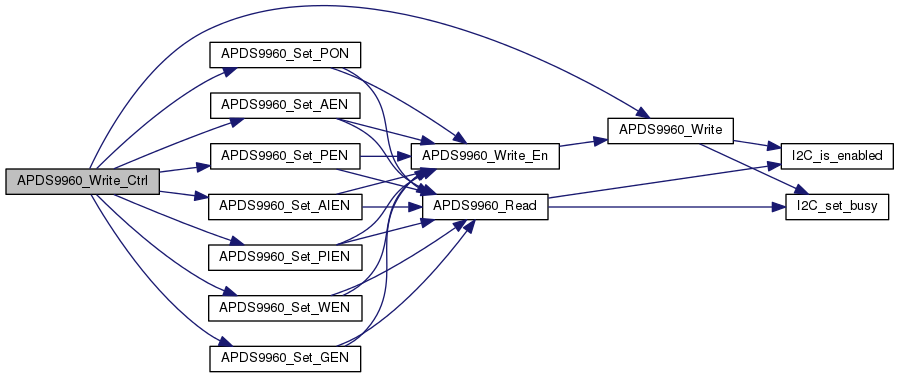 APDS9960_Write_Ctrl
APDS9960_Set_PON
APDS9960_Set_AEN
APDS9960_Set_PEN
APDS9960_Set_AIEN
APDS9960_Set_PIEN
APDS9960_Set_WEN
APDS9960_Set_GEN
APDS9960_Write_En
APDS9960_Read
APDS9960_Write
I2C_is_enabled
I2C_set_busy